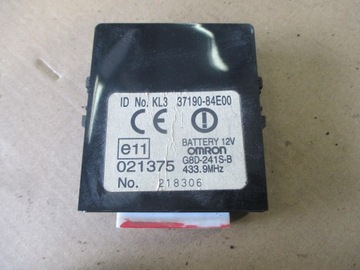 ID No. KL3 37190-84E00
CE
e11
BATTERY 12V
OMRON
021375
G8D-241S-B
433.9MHz
No. 218306